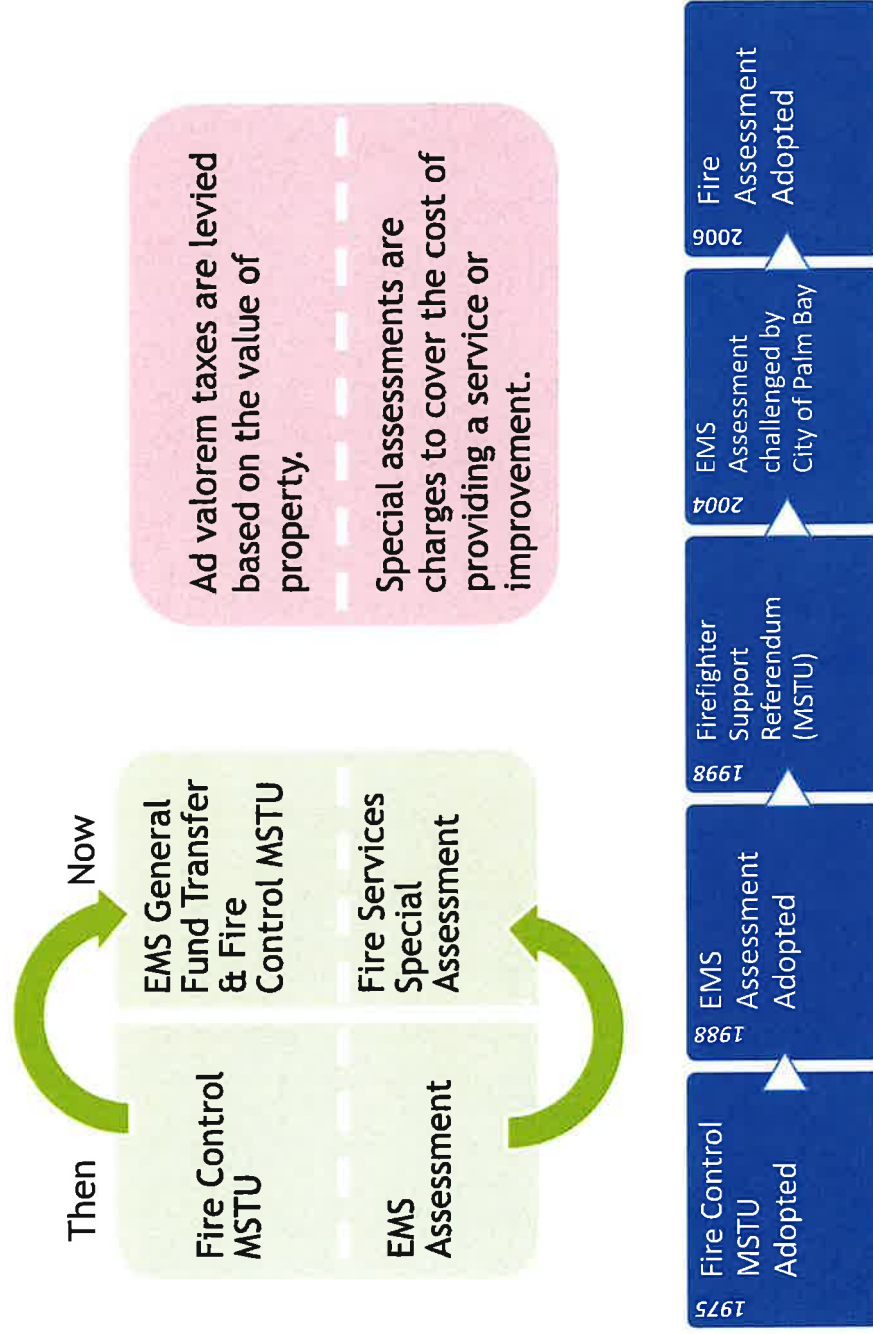 Then
Now
Fire Control
MSTU
EMS General
Fund Transfer
& Fire
Control MSTU
EMS
Assessment
Fire Services
Special
Assessment
Ad valorem taxes are levied
based on the value of
property.
Special assessments are
charges to cover the cost of
providing a service or
improvement.
1975
Fire Control
MSTU
Adopted
1988
EMS
Assessment
Adopted
1998
Firefighter
Support
Referendum
(MSTU)
2004
EMS
Assessment
challenged by
City of Palm Bay
2006
Fire
Assessment
Adopted